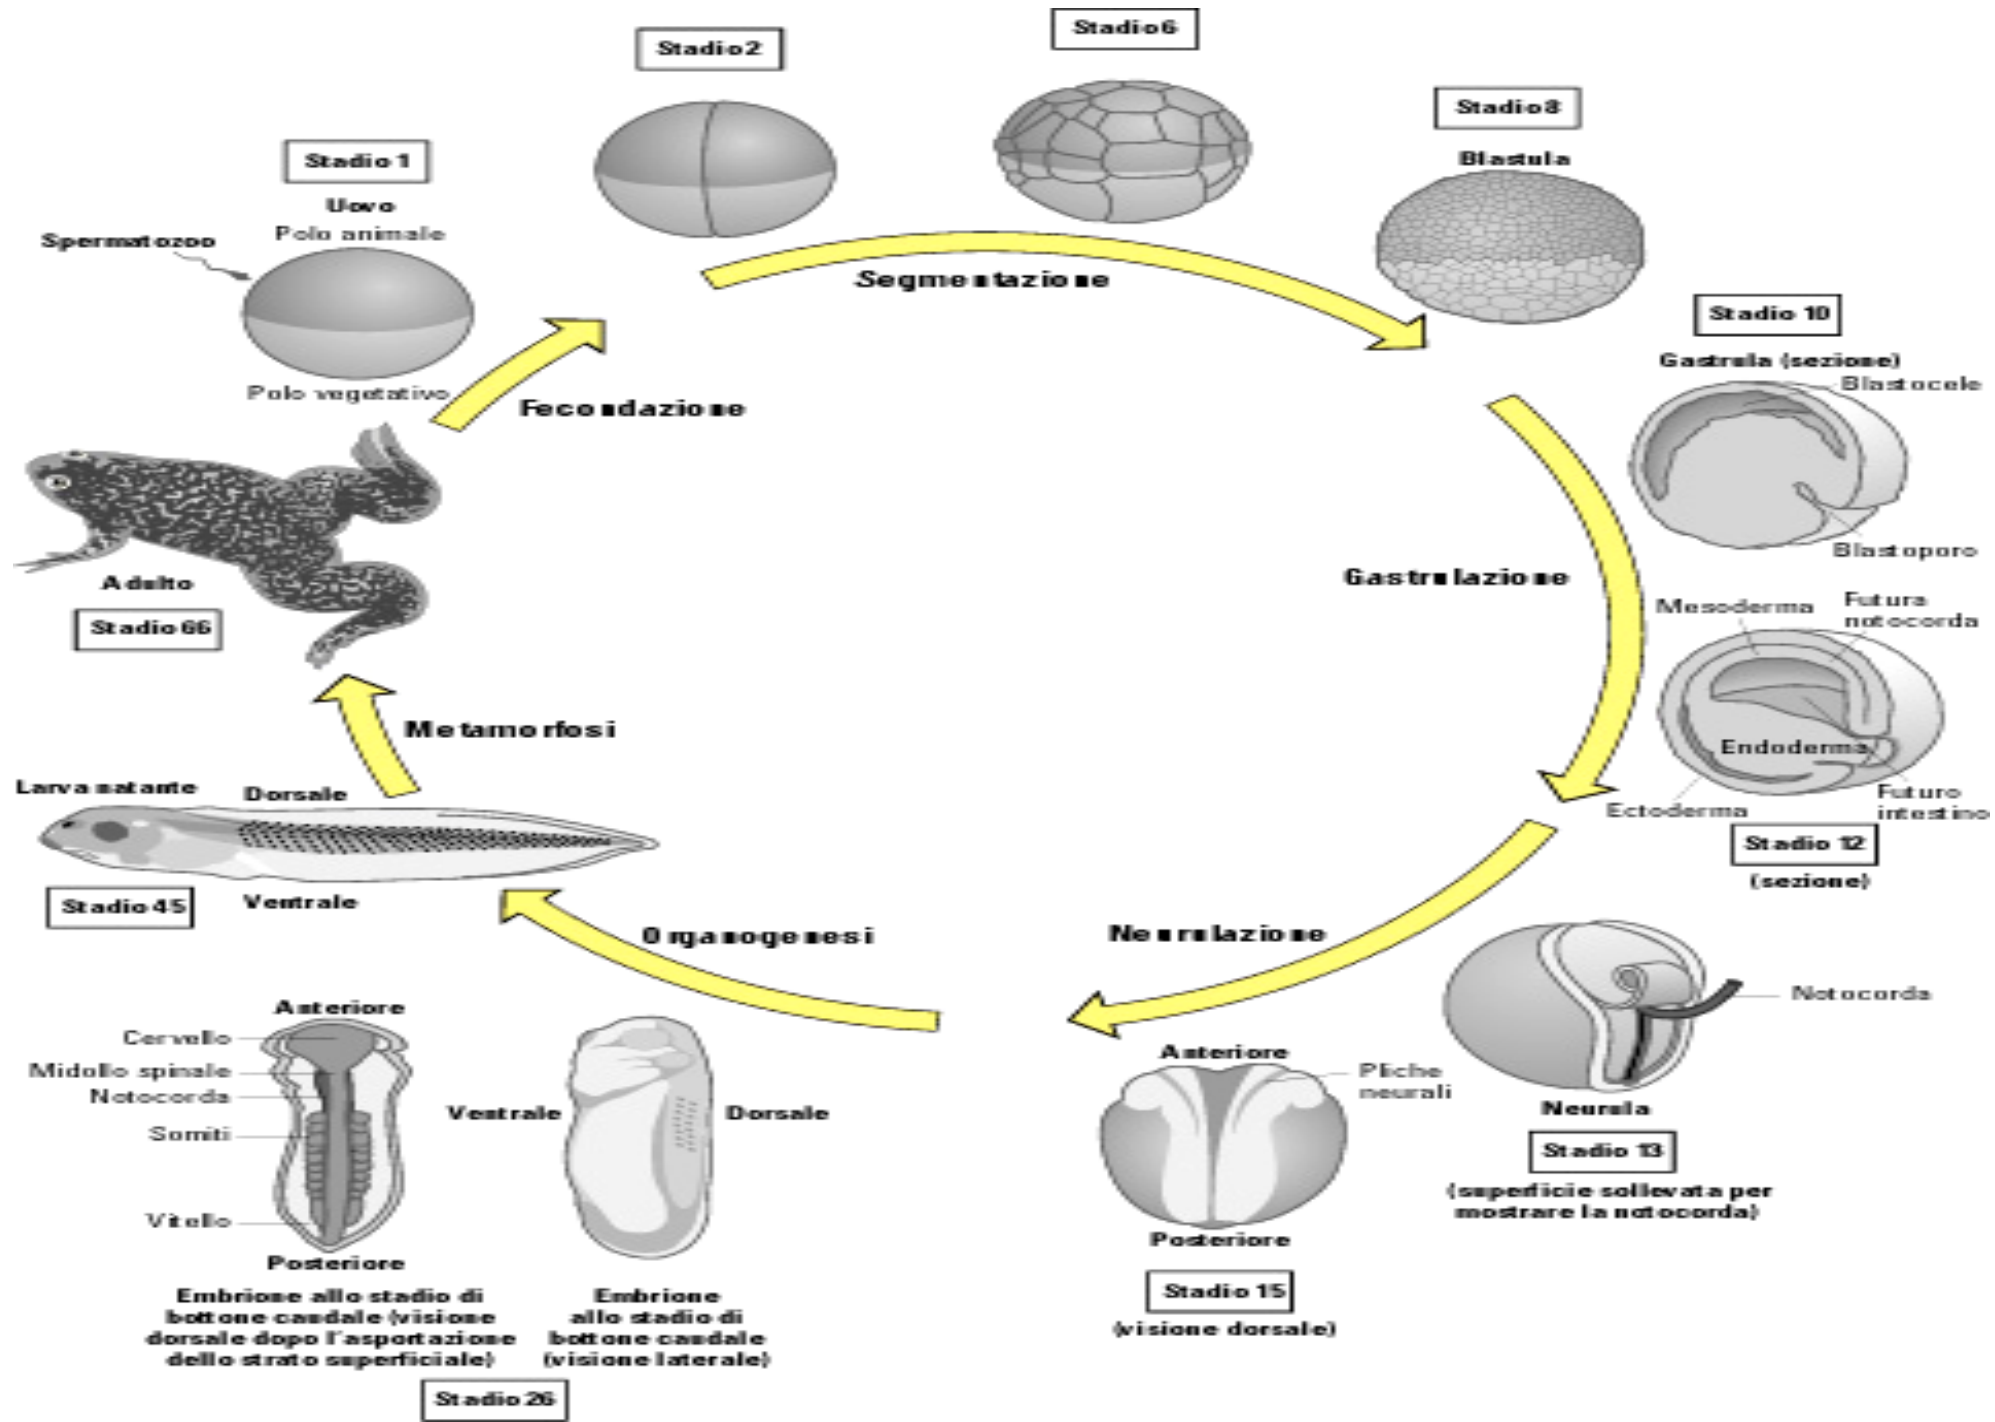 Stadio 1
Uovo
Polo animale
Spermatozoo
Polo vegetativo
Fecondazione
Stadio 2
Stadio 6
Segmentazione
Stadio 8
Blastula
Stadio 10
Gastrula (sezione)
Blastocele
Blastoporo
Gastrulazione
Mesoderma
Futura
notocorda
Endoderma
Ectoderma
Futuro
intestino
Stadio 12
(sezione)
Neurulazione
Notocorda
Neurula
Stadio 13
(superficie sollevata per
mostrare la notocorda)
Anteriore
Pliche
neurali
Posteriore
Stadio 15
(visione dorsale)
Organogenesi
Anteriore
Cervello
Midollo spinale
Notocorda
Somiti
Vitello
Posteriore
Embrione allo stadio di
bottone caudale (visione
dorsale dopo l'asportazione
dello strato superficiale)
Ventrale
Dorsale
Embrione
allo stadio di
bottone caudale
(visione laterale)
Stadio 26
Larva natante
Dorsale
Ventrale
Stadio 45
Metamorfosi
Adulto
Stadio 66